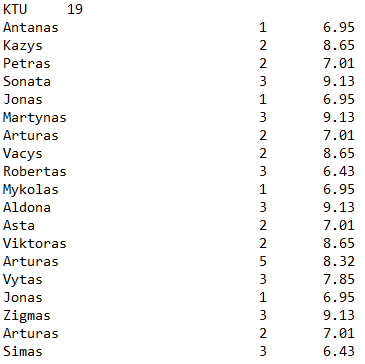 KTU     19
Antanas                         1       6.95
Kazys                           2       8.65
Petras                          2       7.01
Sonata                          3       9.13
Jonas                           1       6.95
Martynas                        3       9.13
Arturas                         2       7.01
Vacys                           2       8.65
Robertas                        3       6.43
Mykolas                         1       6.95
Aldona                          3       9.13
Asta                            2       7.01
Viktoras                        2       8.65
Arturas                         5       8.32
Vytas                           3       7.85
Jonas                           1       6.95
Zigmas                          3       9.13
Arturas                         2       7.01
Simas                           3       6.43